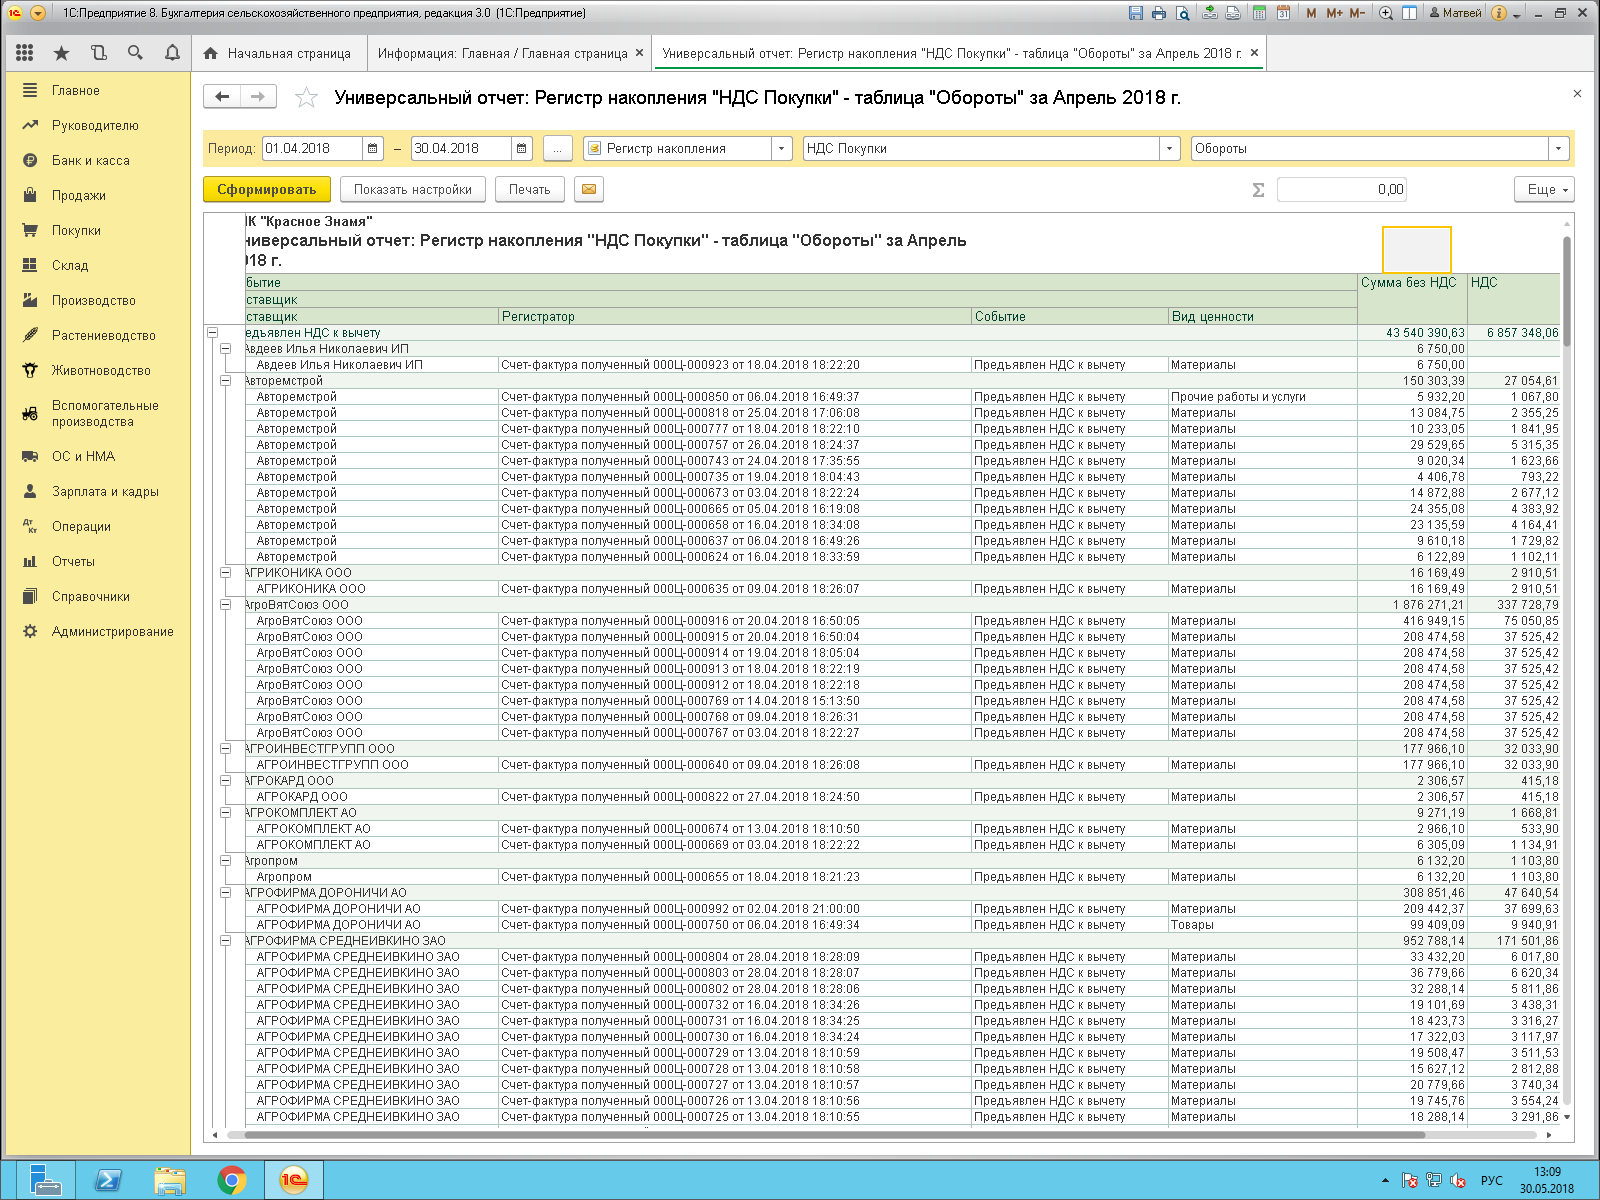 1С:Предприятие 8. Бухгалтерия сельскохозяйственного предприятия, редакция 3.0 (1С:Предприятие)
M M+ M- Матвей
Начальная страница
Информация: Главная / Главная страница ×
Универсальный отчет: Регистр накопления "НДС Покупки" - таблица "Обороты" за Апрель 2018 г. ×
Главное
Руководителю
Банк и касса
Продажи
Покупки
Склад
Производство
Растениеводство
Животноводство
Вспомогательные
производства
ОС и НМА
Зарплата и кадры
Операции
Отчеты
Справочники
Администрирование
Универсальный отчет: Регистр накопления "НДС Покупки" - таблица "Обороты" за Апрель 2018 г.
Период: 01.04.2018 – 30.04.2018 ... Регистр накопления НДС Покупки Обороты
Сформировать Показать настройки Печать Σ 0,00 Еще
IК "Красное Знамя"
ниверсальный отчет: Регистр накопления "НДС Покупки" - таблица "Обороты" за Апрель
018 г.
бытие Сумма без НДС НДС
ставщик
ставщик Регистратор Событие Вид ценности
едъявлен НДС к вычету 43 540 390,63 6 857 348,06
Авдеев Илья Николаевич ИП 6 750,00
Авдеев Илья Николаевич ИП Счет-фактура полученный 000Ц-000923 от 18.04.2018 18:22:20 Предъявлен НДС к вычету Материалы 6 750,00
Авторемстрой 150 303,39 27 054,61
Авторемстрой Счет-фактура полученный 000Ц-000850 от 06.04.2018 16:49:37 Предъявлен НДС к вычету Прочие работы и услуги 5 932,20 1 067,80
Авторемстрой Счет-фактура полученный 000Ц-000818 от 25.04.2018 17:06:08 Предъявлен НДС к вычету Материалы 13 084,75 2 355,25
Авторемстрой Счет-фактура полученный 000Ц-000777 от 18.04.2018 18:22:10 Предъявлен НДС к вычету Материалы 10 233,05 1 841,95
Авторемстрой Счет-фактура полученный 000Ц-000757 от 26.04.2018 18:24:37 Предъявлен НДС к вычету Материалы 29 529,65 5 315,35
Авторемстрой Счет-фактура полученный 000Ц-000743 от 24.04.2018 17:35:55 Предъявлен НДС к вычету Материалы 9 020,34 1 623,66
Авторемстрой Счет-фактура полученный 000Ц-000735 от 19.04.2018 18:04:43 Предъявлен НДС к вычету Материалы 4 406,78 793,22
Авторемстрой Счет-фактура полученный 000Ц-000673 от 03.04.2018 18:22:24 Предъявлен НДС к вычету Материалы 14 872,88 2 677,12
Авторемстрой Счет-фактура полученный 000Ц-000665 от 05.04.2018 16:19:08 Предъявлен НДС к вычету Материалы 24 355,08 4 383,92
Авторемстрой Счет-фактура полученный 000Ц-000658 от 16.04.2018 18:34:08 Предъявлен НДС к вычету Материалы 23 135,59 4 164,41
Авторемстрой Счет-фактура полученный 000Ц-000637 от 06.04.2018 16:49:26 Предъявлен НДС к вычету Материалы 9 610,18 1 729,82
Авторемстрой Счет-фактура полученный 000Ц-000624 от 16.04.2018 18:33:59 Предъявлен НДС к вычету Материалы 6 122,89 1 102,11
АГРИКОНИКА ООО 16 169,49 2 910,51
АГРИКОНИКА ООО Счет-фактура полученный 000Ц-000635 от 09.04.2018 18:26:07 Предъявлен НДС к вычету Материалы 16 169,49 2 910,51
АгроВятСоюз ООО 1 876 271,21 337 728,79
АгроВятСоюз ООО Счет-фактура полученный 000Ц-000916 от 20.04.2018 16:50:05 Предъявлен НДС к вычету Материалы 416 949,15 75 050,85
АгроВятСоюз ООО Счет-фактура полученный 000Ц-000915 от 20.04.2018 16:50:04 Предъявлен НДС к вычету Материалы 208 474,58 37 525,42
АгроВятСоюз ООО Счет-фактура полученный 000Ц-000914 от 19.04.2018 18:05:04 Предъявлен НДС к вычету Материалы 208 474,58 37 525,42
АгроВятСоюз ООО Счет-фактура полученный 000Ц-000913 от 18.04.2018 18:22:19 Предъявлен НДС к вычету Материалы 208 474,58 37 525,42
АгроВятСоюз ООО Счет-фактура полученный 000Ц-000912 от 18.04.2018 18:22:18 Предъявлен НДС к вычету Материалы 208 474,58 37 525,42
АгроВятСоюз ООО Счет-фактура полученный 000Ц-000769 от 14.04.2018 15:13:50 Предъявлен НДС к вычету Материалы 208 474,58 37 525,42
АгроВятСоюз ООО Счет-фактура полученный 000Ц-000768 от 09.04.2018 18:26:31 Предъявлен НДС к вычету Материалы 208 474,58 37 525,42
АгроВятСоюз ООО Счет-фактура полученный 000Ц-000767 от 03.04.2018 18:22:27 Предъявлен НДС к вычету Материалы 208 474,58 37 525,42
АГРОИНВЕСТГРУПП ООО 177 966,10 32 033,90
АГРОИНВЕСТГРУПП ООО Счет-фактура полученный 000Ц-000640 от 09.04.2018 18:26:08 Предъявлен НДС к вычету Материалы 177 966,10 32 033,90
АГРОКАРД ООО 2 306,57 415,18
АГРОКАРД ООО Счет-фактура полученный 000Ц-000822 от 27.04.2018 18:24:50 Предъявлен НДС к вычету Материалы 2 306,57 415,18
АГРОКОМПЛЕКТ АО 9 271,19 1 668,81
АГРОКОМПЛЕКТ АО Счет-фактура полученный 000Ц-000674 от 13.04.2018 18:10:50 Предъявлен НДС к вычету Материалы 2 966,10 533,90
АГРОКОМПЛЕКТ АО Счет-фактура полученный 000Ц-000669 от 03.04.2018 18:22:22 Предъявлен НДС к вычету Материалы 6 305,09 1 134,91
Агропром 6 132,20 1 103,80
Агропром Счет-фактура полученный 000Ц-000655 от 18.04.2018 18:21:23 Предъявлен НДС к вычету Материалы 6 132,20 1 103,80
АГРОФИРМА ДОРОНИЧИ АО 308 851,46 47 640,54
АГРОФИРМА ДОРОНИЧИ АО Счет-фактура полученный 000Ц-000992 от 02.04.2018 21:00:00 Предъявлен НДС к вычету Материалы 209 442,37 37 699,63
АГРОФИРМА ДОРОНИЧИ АО Счет-фактура полученный 000Ц-000750 от 06.04.2018 16:49:34 Предъявлен НДС к вычету Товары 99 409,09 9 940,91
АГРОФИРМА СРЕДНЕИВКИНО ЗАО 952 788,14 171 501,86
АГРОФИРМА СРЕДНЕИВКИНО ЗАО Счет-фактура полученный 000Ц-000804 от 28.04.2018 18:28:09 Предъявлен НДС к вычету Материалы 33 432,20 6 017,80
АГРОФИРМА СРЕДНЕИВКИНО ЗАО Счет-фактура полученный 000Ц-000803 от 28.04.2018 18:28:07 Предъявлен НДС к вычету Материалы 36 779,66 6 620,34
АГРОФИРМА СРЕДНЕИВКИНО ЗАО Счет-фактура полученный 000Ц-000802 от 28.04.2018 18:28:06 Предъявлен НДС к вычету Материалы 32 288,14 5 811,86
АГРОФИРМА СРЕДНЕИВКИНО ЗАО Счет-фактура полученный 000Ц-000732 от 16.04.2018 18:34:26 Предъявлен НДС к вычету Материалы 19 101,69 3 438,31
АГРОФИРМА СРЕДНЕИВКИНО ЗАО Счет-фактура полученный 000Ц-000731 от 16.04.2018 18:34:25 Предъявлен НДС к вычету Материалы 18 423,73 3 316,27
АГРОФИРМА СРЕДНЕИВКИНО ЗАО Счет-фактура полученный 000Ц-000730 от 16.04.2018 18:34:24 Предъявлен НДС к вычету Материалы 17 322,03 3 117,97
АГРОФИРМА СРЕДНЕИВКИНО ЗАО Счет-фактура полученный 000Ц-000729 от 13.04.2018 18:10:59 Предъявлен НДС к вычету Материалы 19 508,47 3 511,53
АГРОФИРМА СРЕДНЕИВКИНО ЗАО Счет-фактура полученный 000Ц-000728 от 13.04.2018 18:10:58 Предъявлен НДС к вычету Материалы 15 627,12 2 812,88
АГРОФИРМА СРЕДНЕИВКИНО ЗАО Счет-фактура полученный 000Ц-000727 от 13.04.2018 18:10:57 Предъявлен НДС к вычету Материалы 20 779,66 3 740,34
АГРОФИРМА СРЕДНЕИВКИНО ЗАО Счет-фактура полученный 000Ц-000726 от 13.04.2018 18:10:56 Предъявлен НДС к вычету Материалы 19 745,76 3 554,24
АГРОФИРМА СРЕДНЕИВКИНО ЗАО Счет-фактура полученный 000Ц-000725 от 13.04.2018 18:10:55 Предъявлен НДС к вычету Материалы 18 288,14 3 291,86
РУС
13:09
30.05.2018